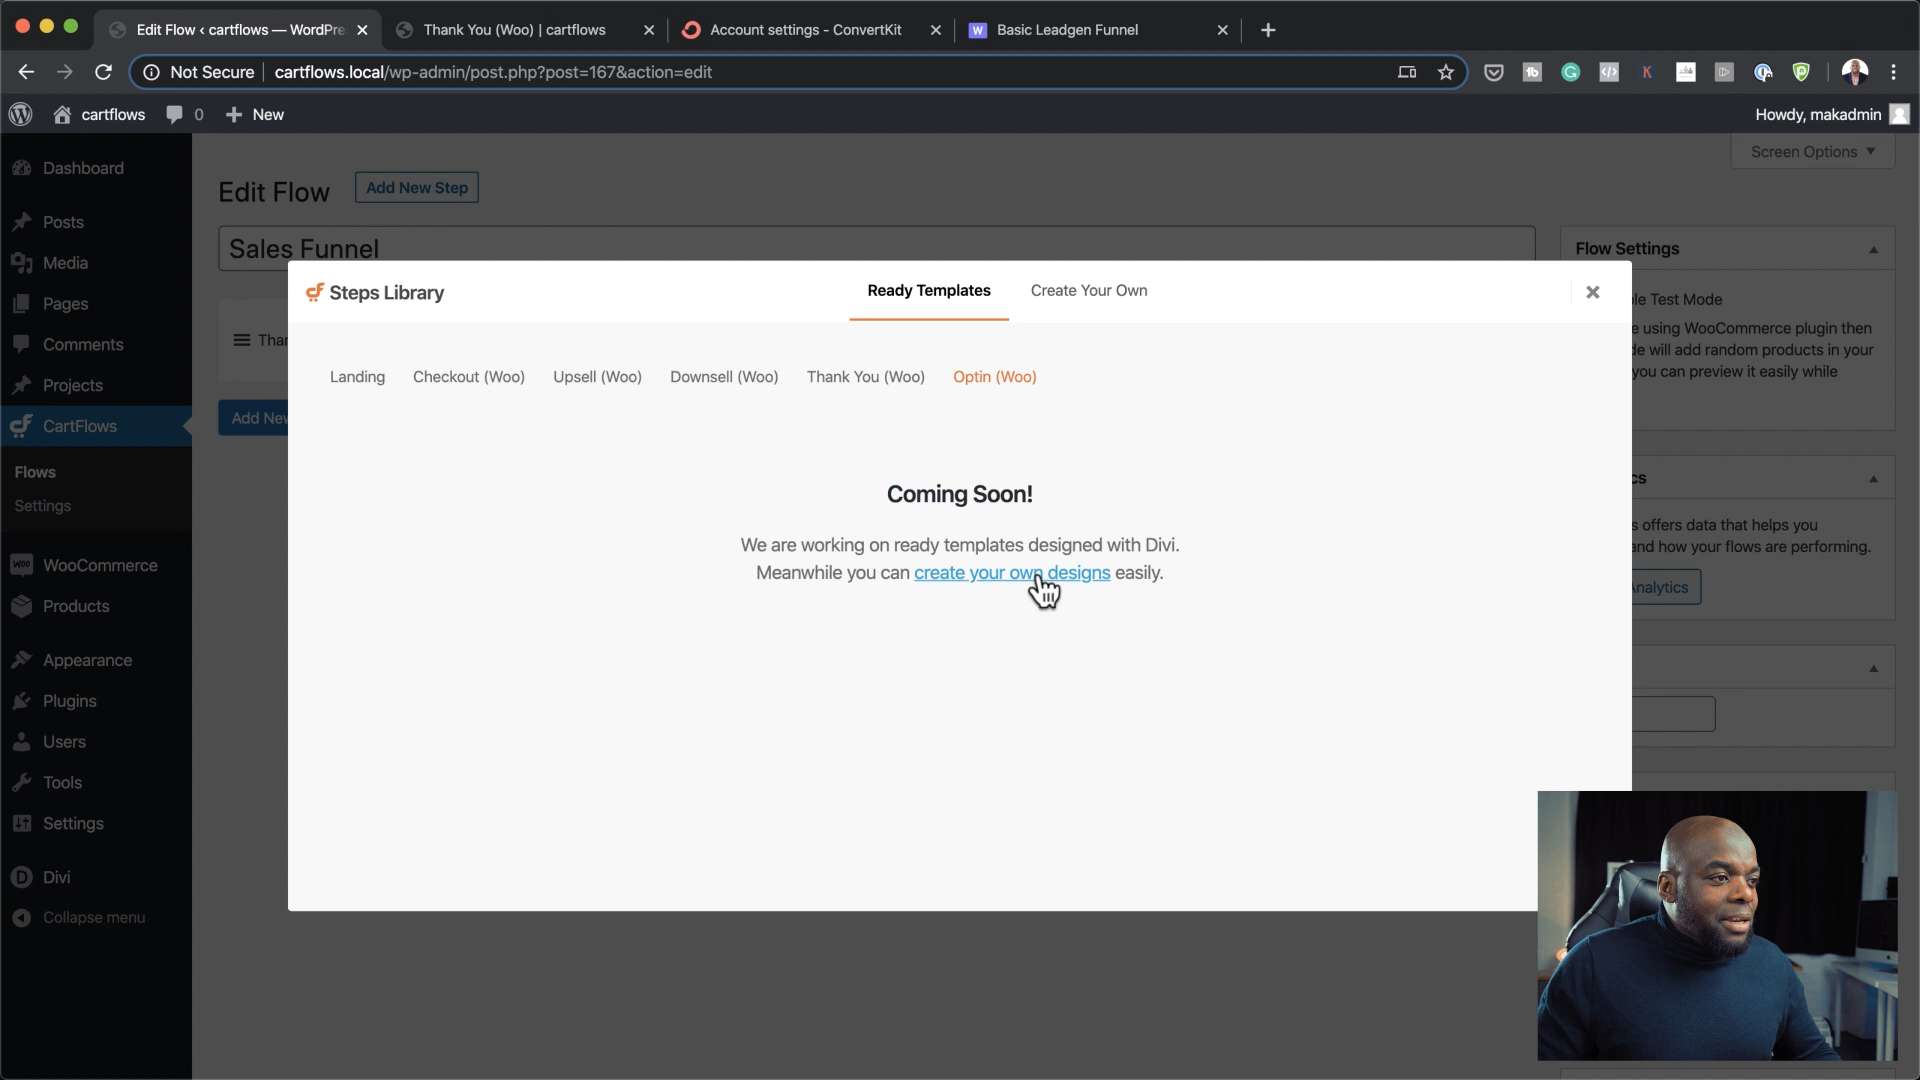 Edit Flow ‹ cartflows — WordPre
Thank You (Woo) | cartflows
Account settings - ConvertKit
W
Basic Leadgen Funnel
Not Secure
cartflows.local/wp-admin/post.php?post=167&action=edit
cartflows
0
New
Howdy, makadmin
Screen Options
Dashboard
Posts
Media
Pages
Comments
Projects
CartFlows
Flows
Settings
WooCommerce
Products
Appearance
Plugins
Users
Tools
Settings
Divi
Collapse menu
Edit Flow
Add New Step
Sales Funnel
Steps Library
Ready Templates
Create Your Own
Landing
Checkout (Woo)
Upsell (Woo)
Downsell (Woo)
Thank You (Woo)
Optin (Woo)
Coming Soon!
We are working on ready templates designed with Divi.
Meanwhile you can create your own designs easily.
Than
Add New
Flow Settings
le Test Mode
e using WooCommerce plugin then
de will add random products in your
you can preview it easily while
cs
s offers data that helps you
and how your flows are performing.
Analytics